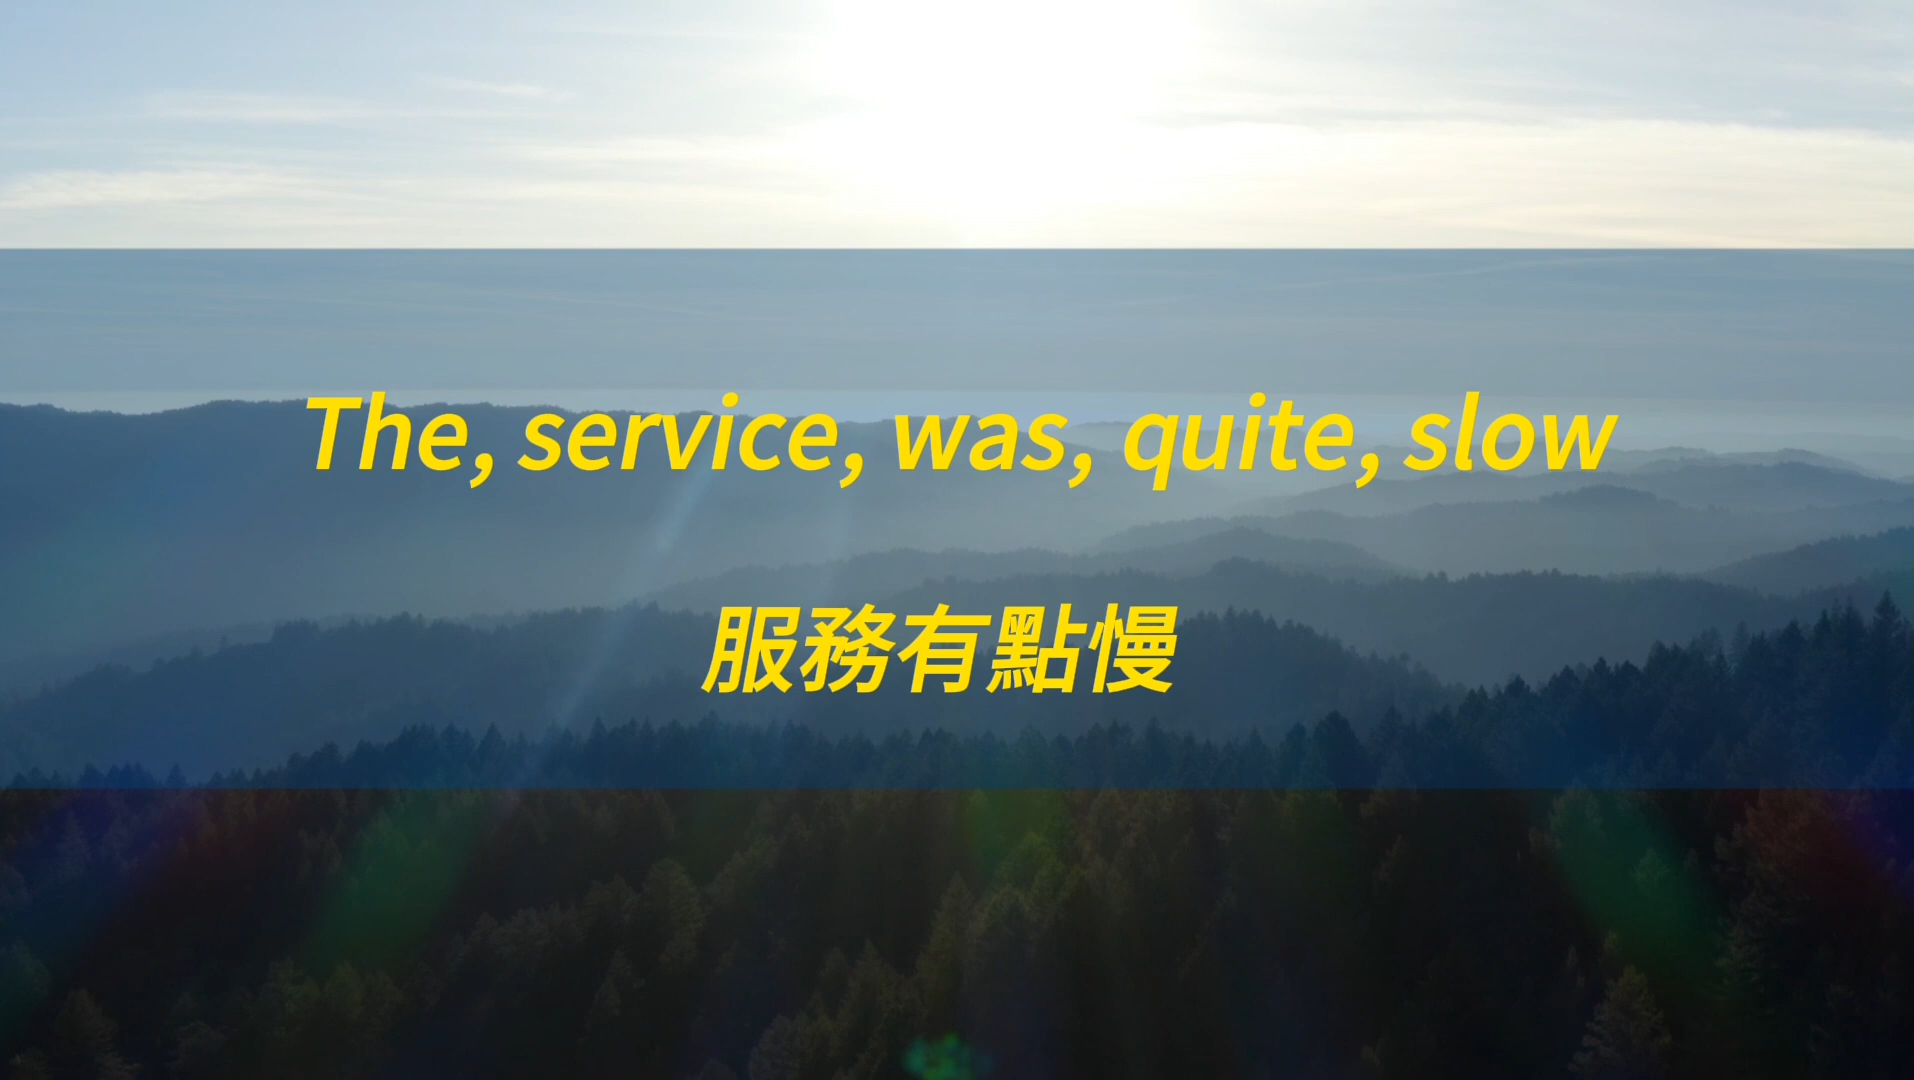 The, service, was, quite, slow
服務有點慢